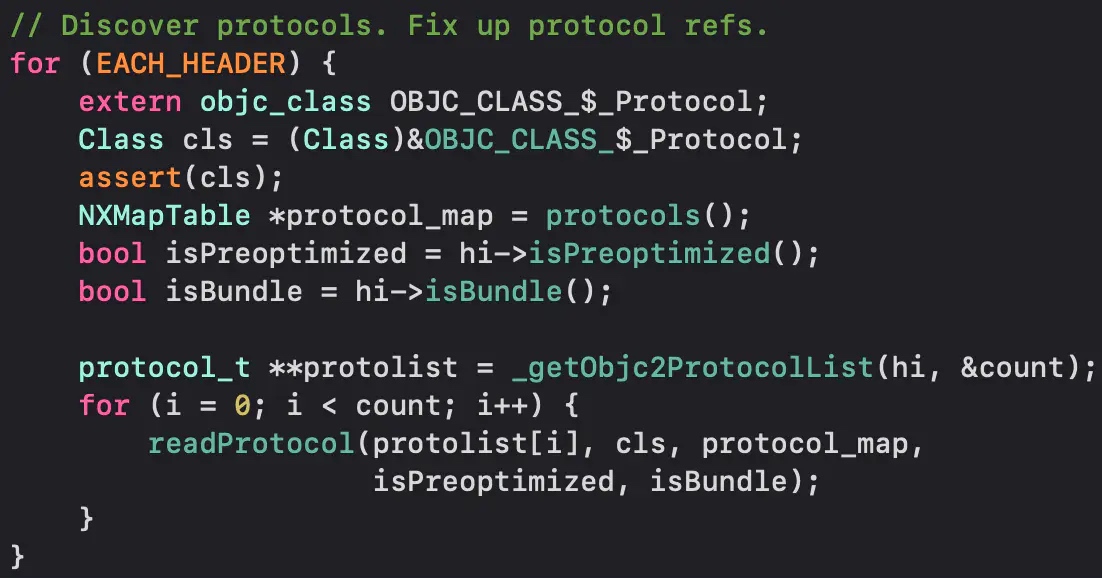 // Discover protocols. Fix up protocol refs.
for (EACH_HEADER) {
    extern objc_class OBJC_CLASS_$_Protocol;
    Class cls = (Class)&OBJC_CLASS_$_Protocol;
    assert(cls);
    NXMapTable *protocol_map = protocols();
    bool isPreoptimized = hi->isPreoptimized();
    bool isBundle = hi->isBundle();

    protocol_t **protolist = _getObjc2ProtocolList(hi, &count);
    for (i = 0; i < count; i++) {
        readProtocol(protolist[i], cls, protocol_map,
                     isPreoptimized, isBundle);
    }
}